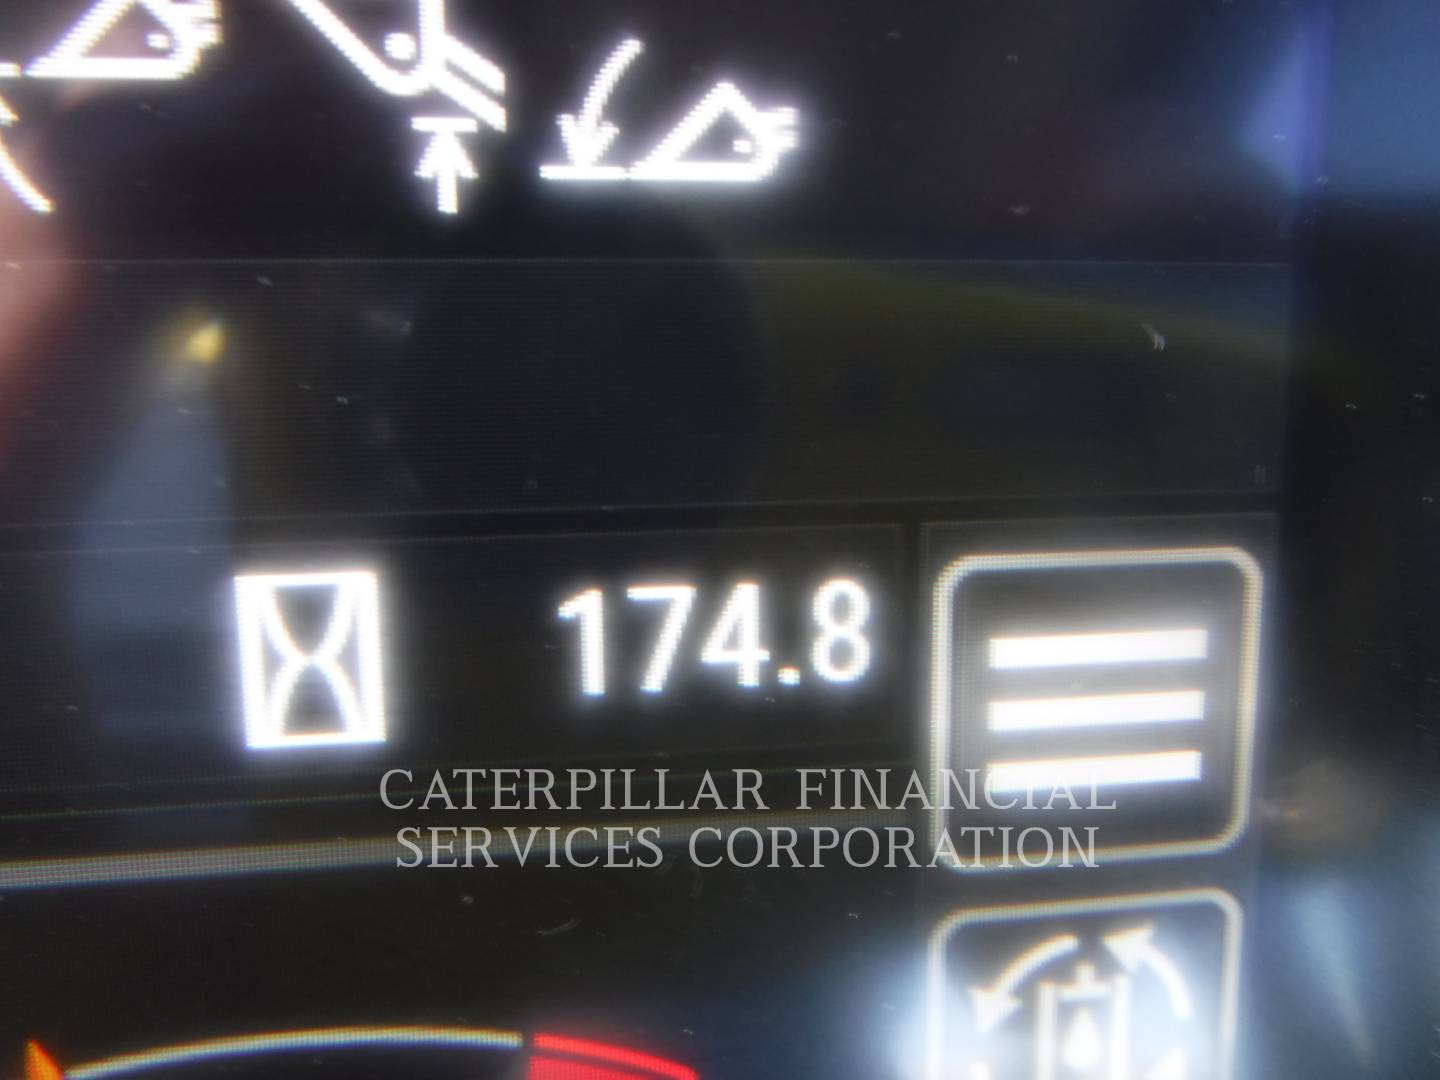 174.8
CATERPILLAR FINANCIAL
SERVICES CORPORATION